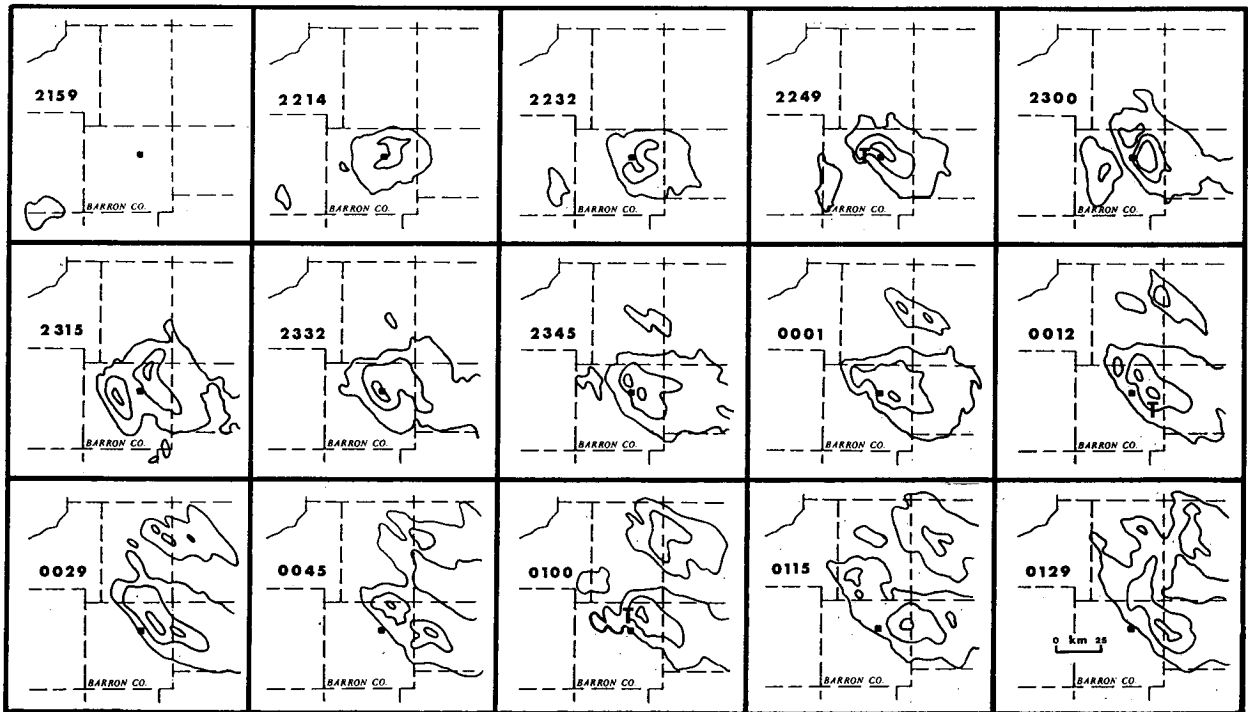 2159
BARRON CO.
2214
BARRON CO.
2232
BARRON CO.
2249
T
BARRON CO.
2300
BARRON CO.
2315
BARRON CO.
2332
BARRON CO.
2345
BARRON CO.
0001
BARRON CO.
0012
T
BARRON CO.
0029
BARRON CO.
0045
BARRON CO.
0100
T
BARRON CO.
0115
BARRON CO.
0129
0 km 25
BARRON CO.